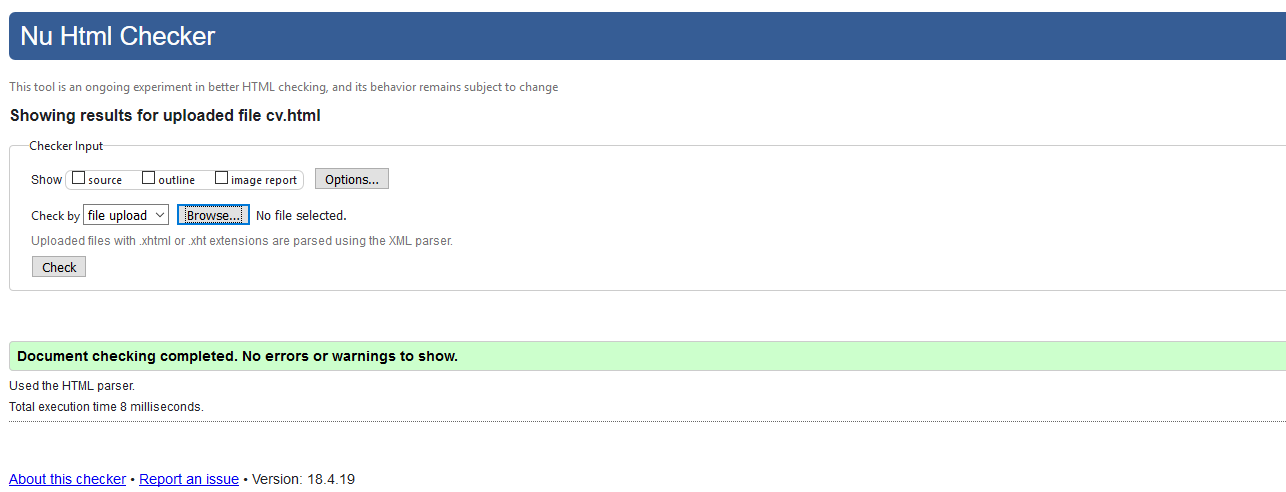 Nu Html Checker
This tool is an ongoing experiment in better HTML checking, and its behavior remains subject to change
Showing results for uploaded file cv.html
Checker Input
Show source outline image report Options...
Check by file upload Browse... No file selected.
Uploaded files with .xhtml or .xht extensions are parsed using the XML parser.
Check
Document checking completed. No errors or warnings to show.
Used the HTML parser.
Total execution time 8 milliseconds.
About this checker • Report an issue • Version: 18.4.19